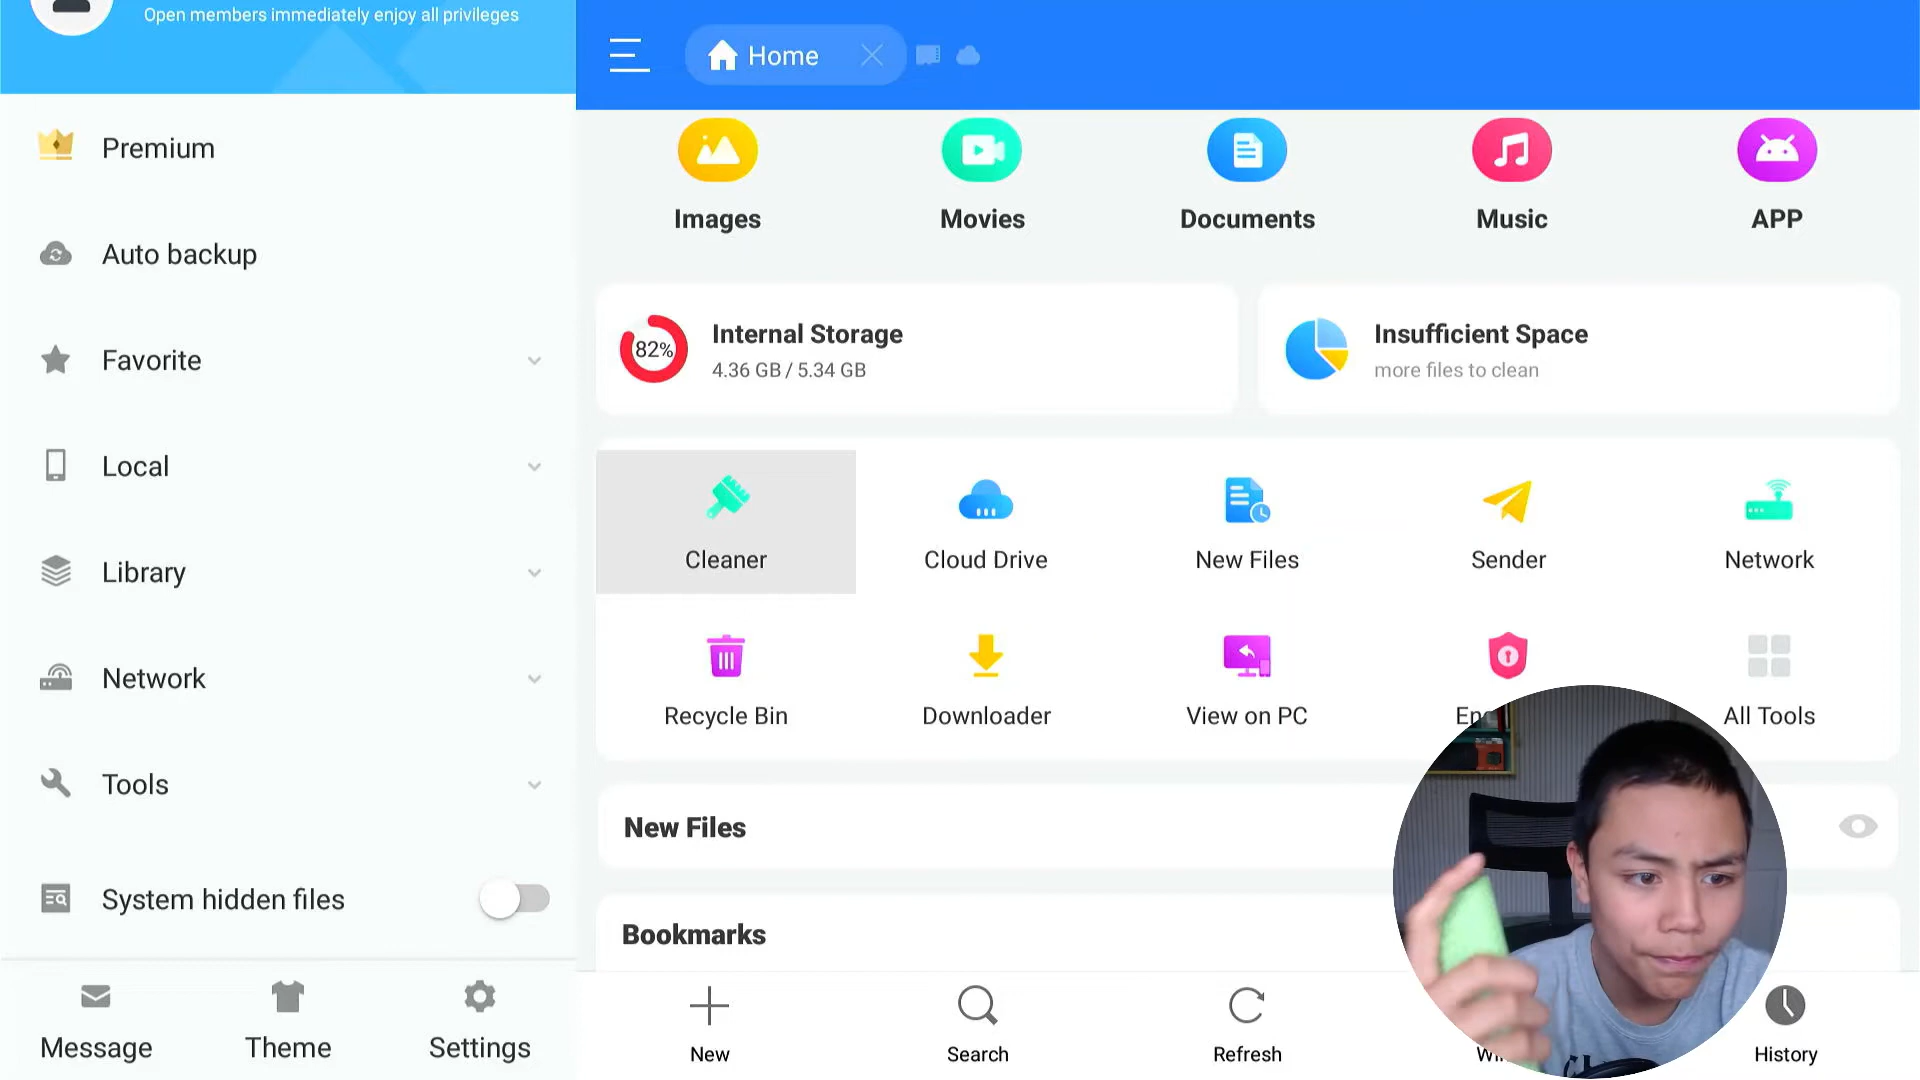 Open members immediately enjoy all privileges
Premium
Auto backup
Favorite
Local
Library
Network
Tools
System hidden files
Message
Theme
Settings
Home
Images
Movies
Documents
Music
APP
82%
Internal Storage
4.36 GB / 5.34 GB
Insufficient Space
more files to clean
Cleaner
Cloud Drive
New Files
Sender
Network
Recycle Bin
Downloader
View on PC
All Tools
New Files
Bookmarks
New
Search
Refresh
History